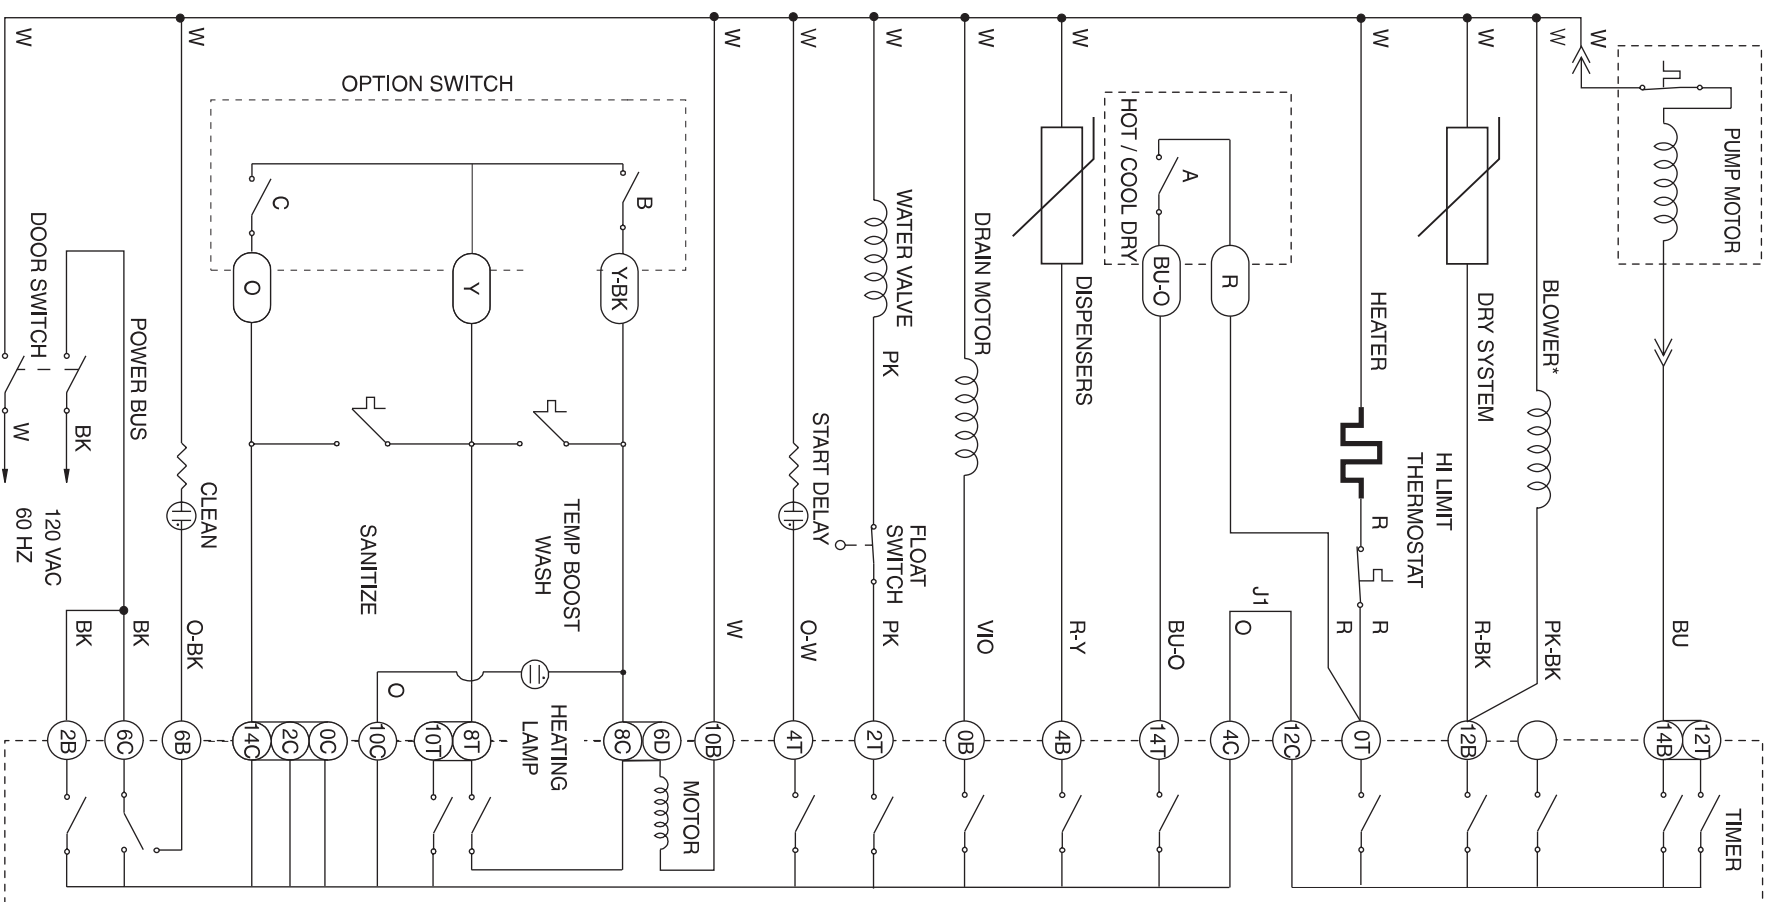 W
W
W
W
W
W
W
W
W
W
W
PUMP MOTOR
OPTION SWITCH
C
B
O
Y
Y-BK
DOOR SWITCH
POWER BUS
W
BK
120 VAC
60 HZ
CLEAN
SANITIZE
TEMP BOOST
WASH
WATER VALVE
PK
START DELAY
FLOAT
SWITCH
DRAIN MOTOR
DISPENSERS
HOT / COOL DRY
A
BU-O
R
HEATER
HI LIMIT
THERMOSTAT
R
DRY SYSTEM
BLOWER*
BK
BK
O-BK
O
HEATING
LAMP
W
O-W
PK
VIO
R-Y
BU-O
J1
O
R
R
R-BK
PK-BK
BU
2B
6C
6B
14C
2C
0C
10C
10T
8T
8C
6D
10B
4T
2T
0B
4B
14T
4C
12C
0T
12B
14B
12T
MOTOR
TIMER